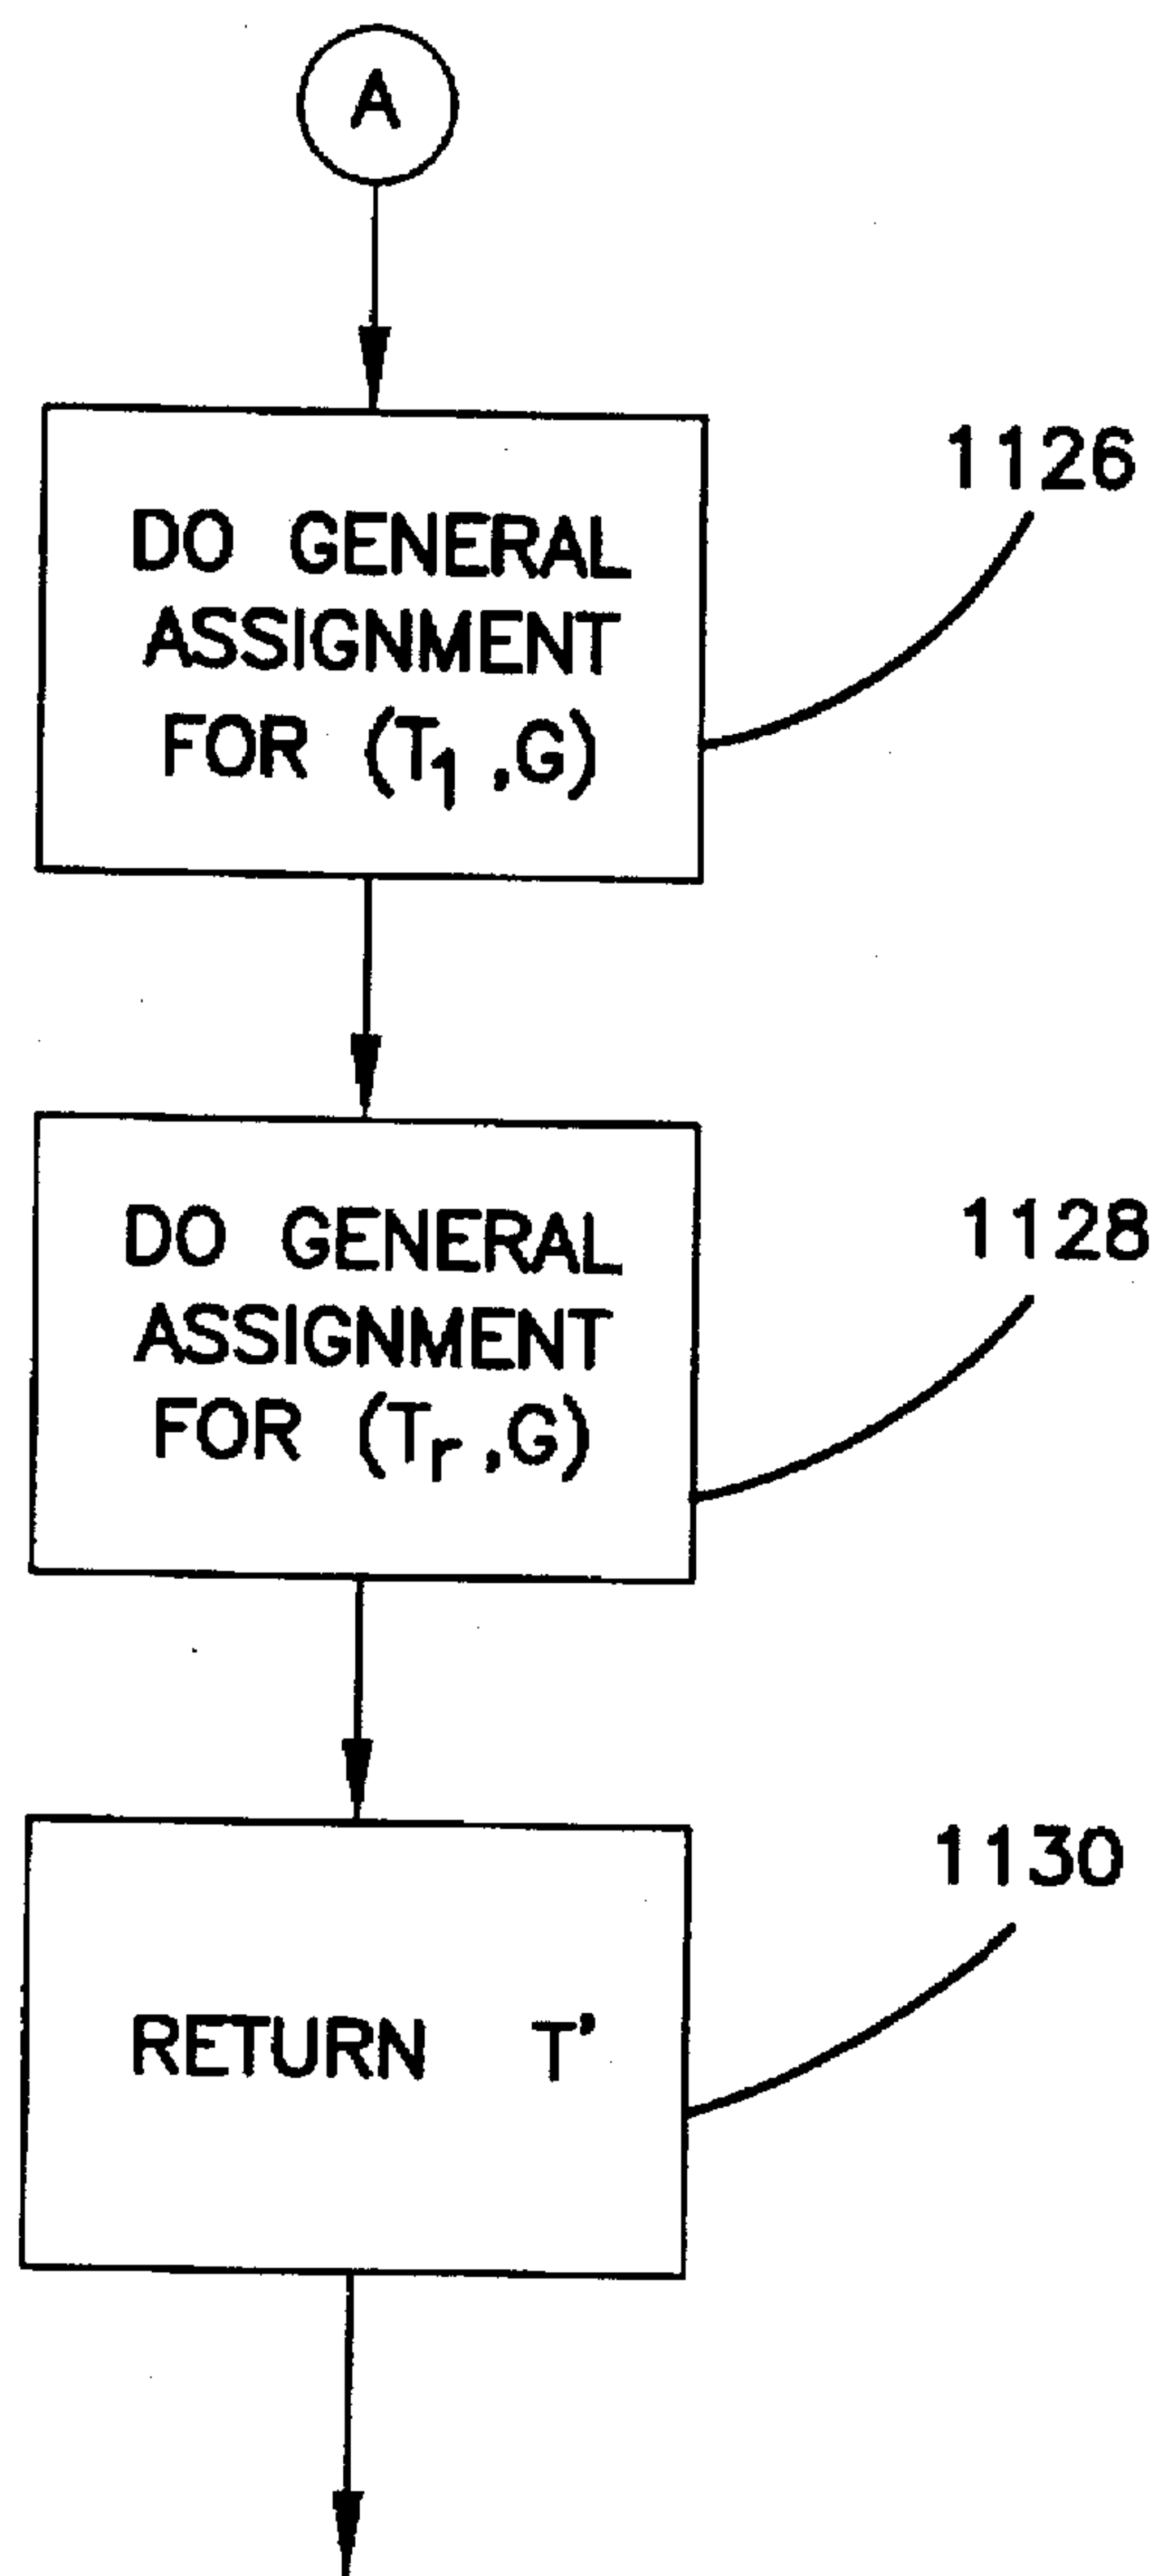 A
1126
DO GENERAL
ASSIGNMENT
FOR (T₁,G)
1128
DO GENERAL
ASSIGNMENT
FOR (Tᵣ,G)
1130
RETURN T'